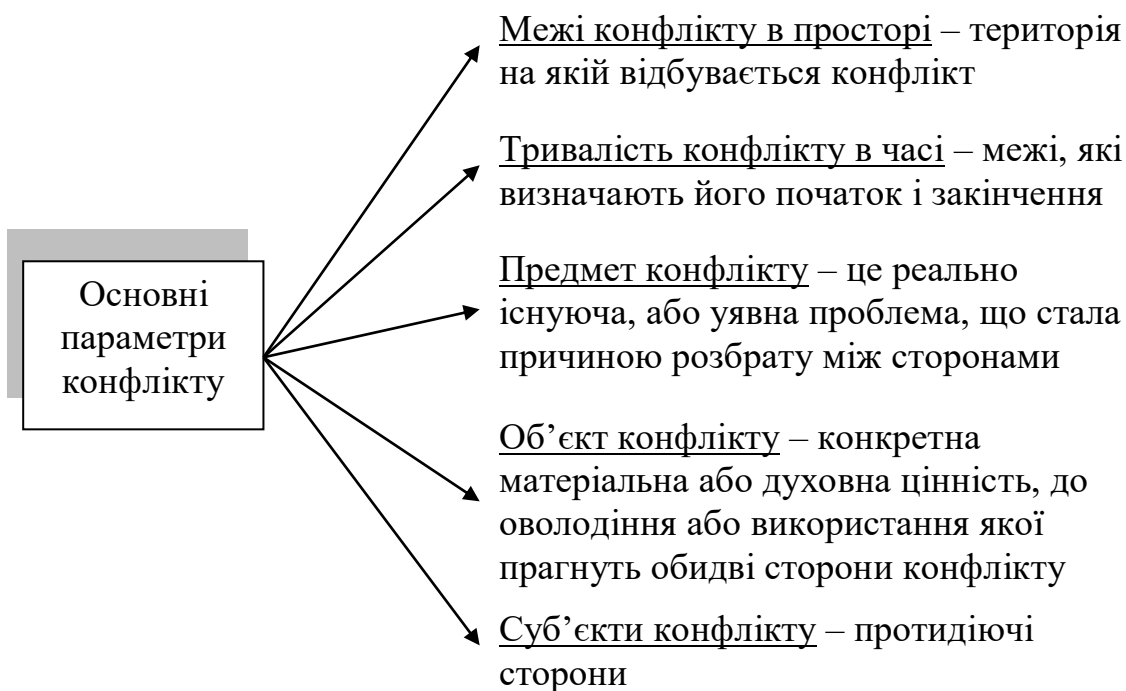 Основні
параметри
конфлікту
Межі конфлікту в просторі – територія
на якій відбувається конфлікт
Тривалість конфлікту в часі – межі, які
визначають його початок і закінчення
Предмет конфлікту – це реально
існуюча, або уявна проблема, що стала
причиною розбрату між сторонами
Об’єкт конфлікту – конкретна
матеріальна або духовна цінність, до
оволодіння або використання якої
прагнуть обидві сторони конфлікту
Суб’єкти конфлікту – протидіючі
сторони